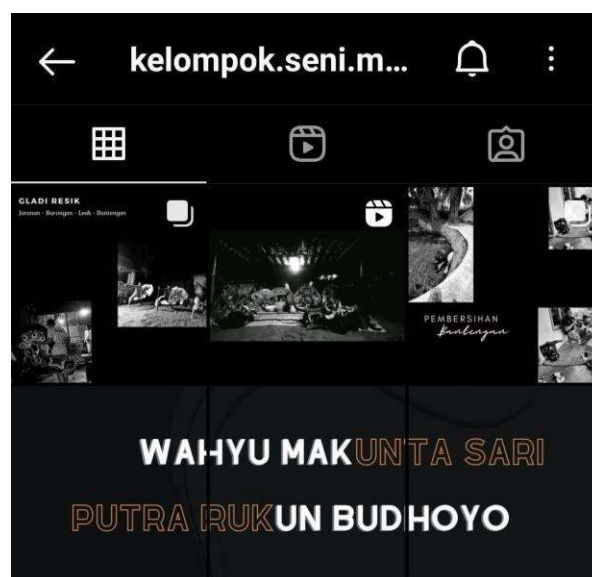 kelompok.seni.m...
GLADI RESIK
Jaranan - Barongan - Leak - Bantengan
PEMBERSIHAN
Bantengan
WAHYU MAKUNTA SARI
PUTRA RUKUN BUDHOYO